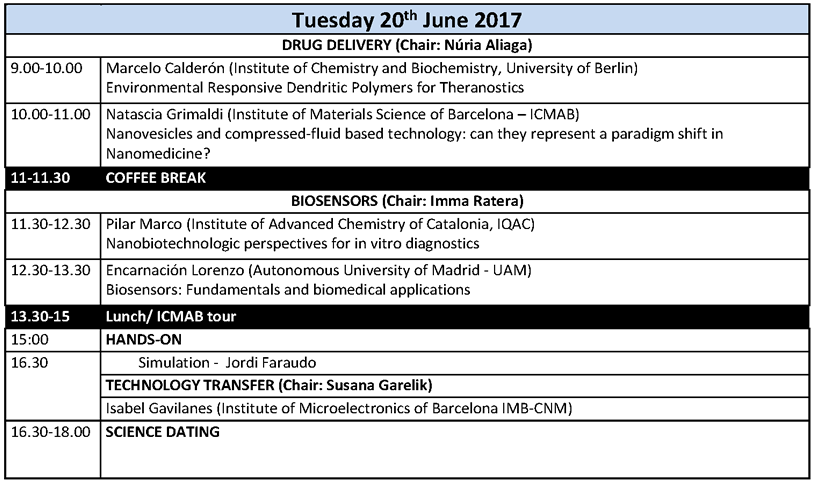 Tuesday 20th June 2017
DRUG DELIVERY (Chair: Núria Aliaga)
9.00-10.00 Marcelo Calderón (Institute of Chemistry and Biochemistry, University of Berlin)
Environmental Responsive Dendritic Polymers for Theranostics
10.00-11.00 Natascia Grimaldi (Institute of Materials Science of Barcelona – ICMAB)
Nanovesicles and compressed-fluid based technology: can they represent a paradigm shift in
Nanomedicine?
11-11.30 COFFEE BREAK
BIOSENSORS (Chair: Imma Ratera)
11.30-12.30 Pilar Marco (Institute of Advanced Chemistry of Catalonia, IQAC)
Nanobiotechnologic perspectives for in vitro diagnostics
12.30-13.30 Encarnación Lorenzo (Autonomous University of Madrid - UAM)
Biosensors: Fundamentals and biomedical applications
13.30-15 Lunch/ ICMAB tour
15:00 HANDS-ON
16.30 Simulation - Jordi Faraudo
TECHNOLOGY TRANSFER (Chair: Susana Garelik)
Isabel Gavilanes (Institute of Microelectronics of Barcelona IMB-CNM)
16.30-18.00 SCIENCE DATING